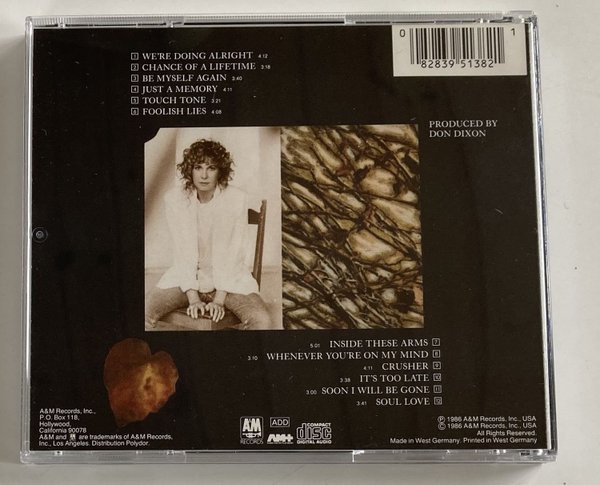 1 WE'RE DOING ALRIGHT 4:12
2 CHANCE OF A LIFETIME 3:18
3 BE MYSELF AGAIN 3:40
4 JUST A MEMORY 4:11
5 TOUCH TONE 3:21
6 FOOLISH LIES 4:08
0 1
82839 51382
PRODUCED BY
DON DIXON
5:01 INSIDE THESE ARMS 7
3:10 WHENEVER YOU'RE ON MY MIND 8
4:11 CRUSHER 9
3:38 IT'S TOO LATE 10
3:00 SOON I WILL BE GONE 11
3:41 SOUL LOVE 12
A&M Records, Inc.,
P.O. Box 118,
Hollywood,
California 90078
A&M and are trademarks of A&M Records,
Inc., Los Angeles. Distribution Polydor.
A&M
RECORDS
ADD
AM+
COMPACT
disc
DIGITAL AUDIO
℗ 1986 A&M Records, Inc., USA
© 1986 A&M Records, Inc., USA
All Rights Reserved.
Made in West Germany. Printed in West Germany